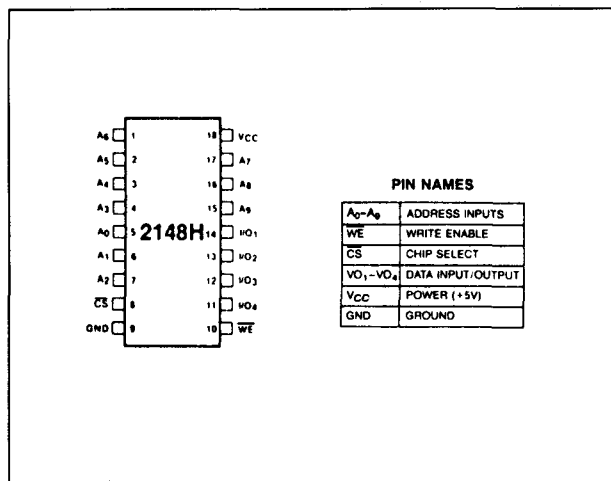 A6 1 18 VCC
A5 2 17 A7
A4 3 16 A8
A3 4 15 A9
A0 5 2148H 14 I/O1
A1 6 13 I/O2
A2 7 12 I/O3
CS 8 11 I/O4
GND 9 10 WE
PIN NAMES
A0-A9 ADDRESS INPUTS
WE WRITE ENABLE
CS CHIP SELECT
I/O1-I/O4 DATA INPUT/OUTPUT
VCC POWER (+5V)
GND GROUND